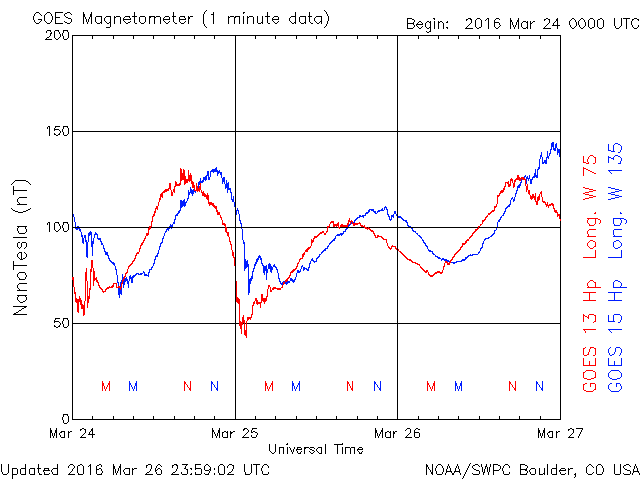 GOES Magnetometer (1 minute data)
Begin: 2016 Mar 24 0000 UTC
200
150
100
50
0
NanoTesla (nT)
M M N N M M N N M M N N
Mar 24 Mar 25 Mar 26 Mar 27
Universal Time
GOES 13 Hp Long. W 75
GOES 15 Hp Long. W 135
Updated 2016 Mar 26 23:59:02 UTC
NOAA/SWPC Boulder, CO USA